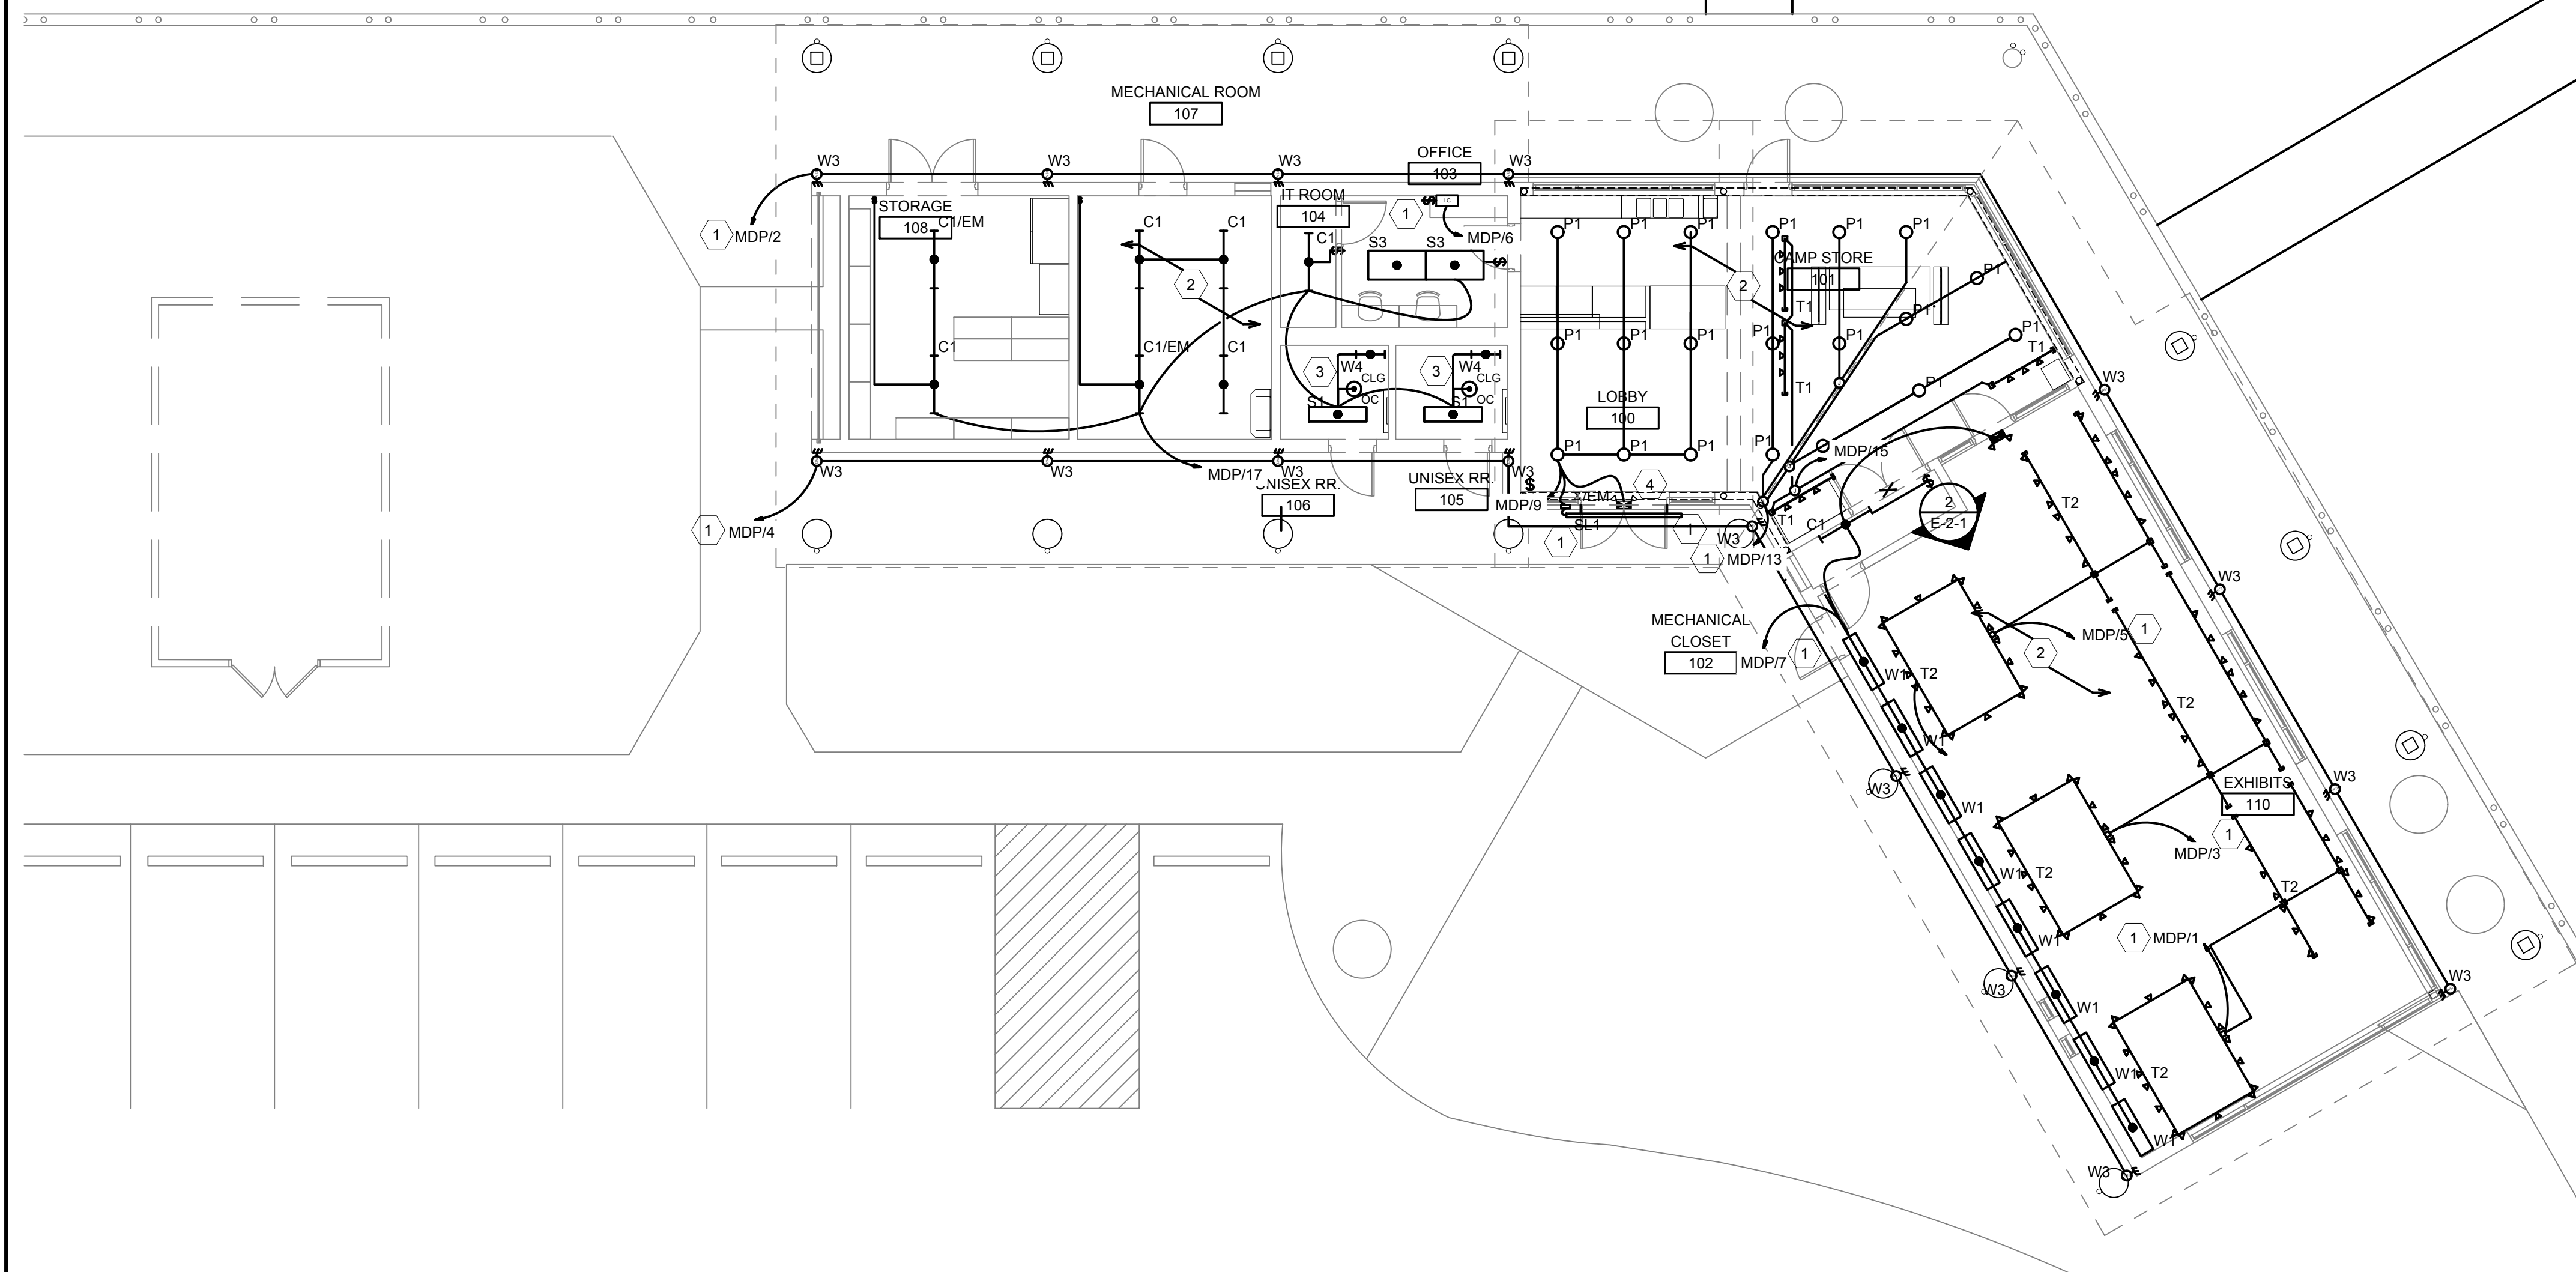 MECHANICAL ROOM
107
OFFICE
103
W3
W3
W3
W3
IT ROOM
104
STORAGE
108
C1/EM
C1
C1
C1
1
LC
MDP/6
1
MDP/2
S3
S3
P1
P1
P1
P1
P1
P1
CAMP STORE
101
P1
2
2
T1
P1
P1
P1
P1
P1
P1
P1
T1
C1
C1/EM
C1
3
W4
CLG
OC
S1
3
W4
CLG
OC
S1
T1
P1
W3
LOBBY
100
P1
P1
P1
P1
MDP/15
W3
W3
W3
W3
MDP/17
UNISEX RR.
106
UNISEX RR.
105
4
MDP/9
X/EM
SL1
1
1
1
W3
MDP/13
T1
C1
2
E-2-1
T2
1
MDP/4
W3
MECHANICAL
CLOSET
102
MDP/7
1
MDP/5
1
2
W1
T2
T2
W1
W3
W3
EXHIBITS
110
W1
1
MDP/3
W1
T2
T2
1
MDP/1
W1
W3
W3
W1
W1
T2
W1
W3